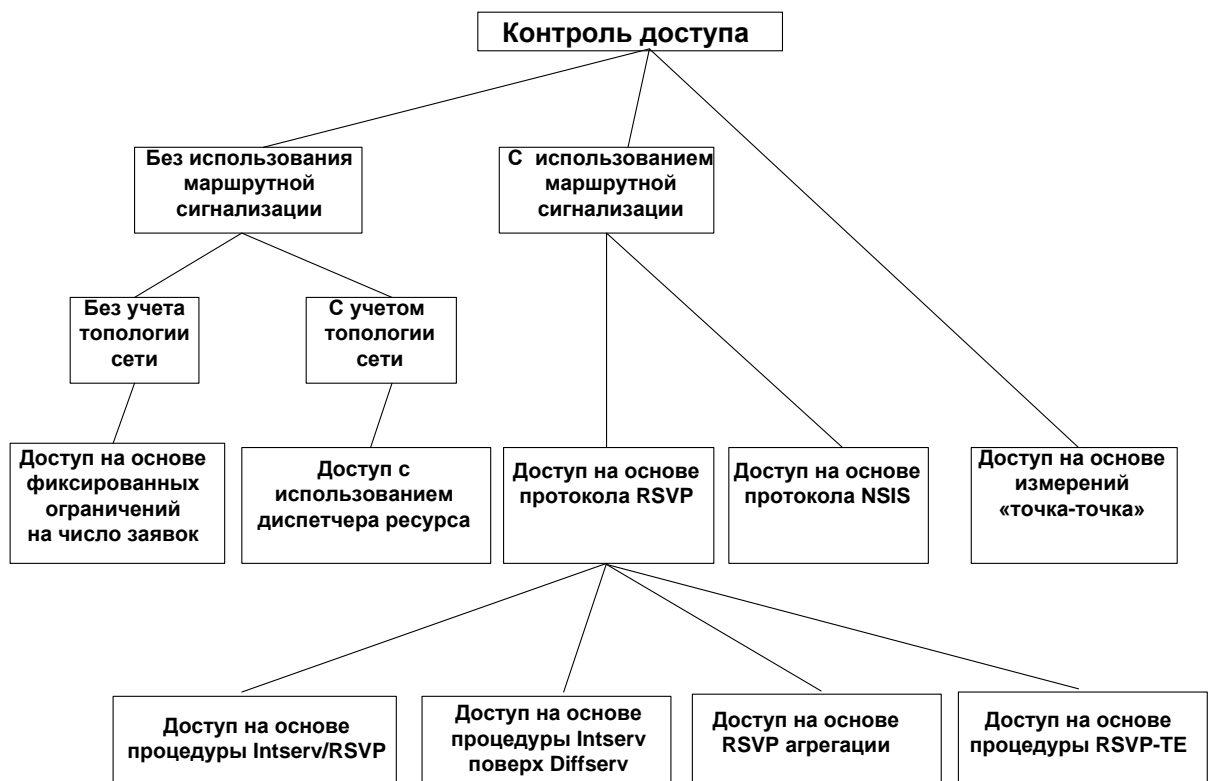 Контроль доступа
Без использования
маршрутной
сигнализации
С использованием
маршрутной
сигнализации
Без учета
топологии
сети
С учетом
топологии
сети
Доступ на основе
фиксированных
ограничений
на число заявок
Доступ с
использованием
диспетчера ресурса
Доступ на основе
протокола RSVP
Доступ на основе
протокола NSIS
Доступ на основе
измерений
«точка-точка»
Доступ на основе
процедуры Intserv/RSVP
Доступ на основе
процедуры Intserv
поверх Diffserv
Доступ на основе
RSVP агрегации
Доступ на основе
процедуры RSVP-TE